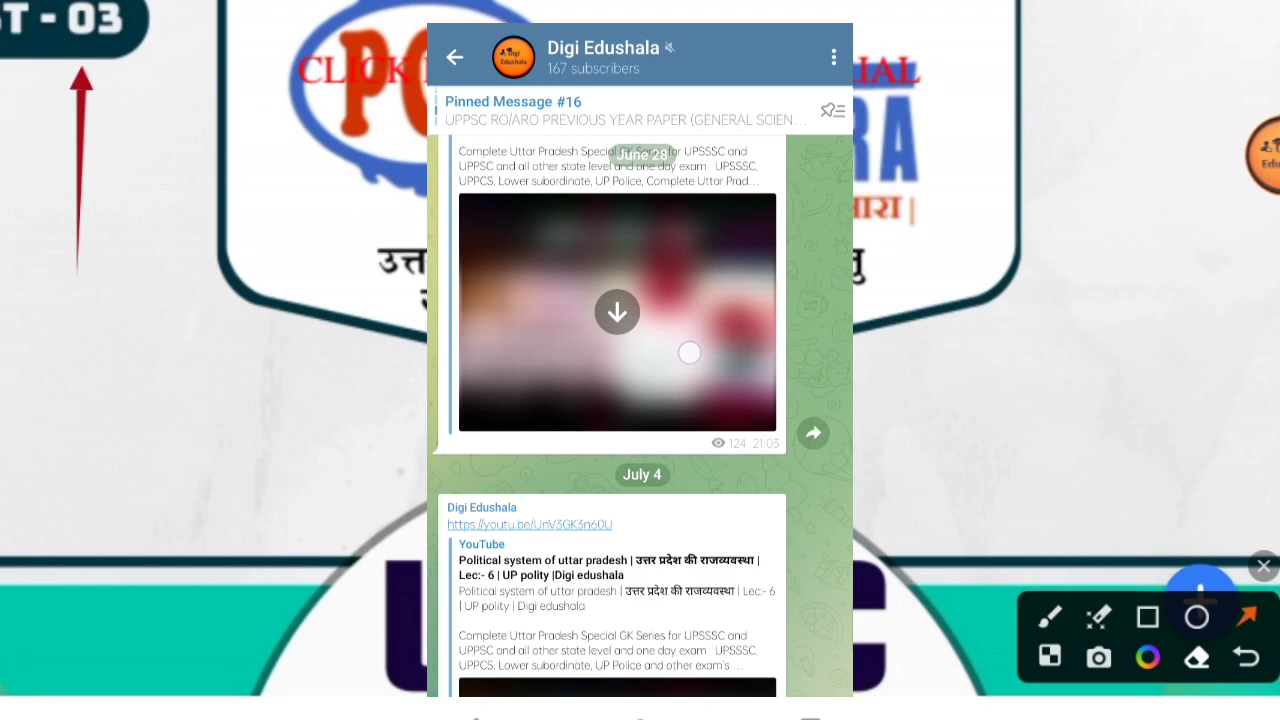 T - 03
CLICK
IAL
Digi Edushala
167 subscribers
Pinned Message #16
UPPSC RO/ARO PREVIOUS YEAR PAPER (GENERAL SCIEN...
Complete Uttar Pradesh Special GK Series for UPSSSC and
June 28
UPPSC and all other state level and one day exam UPSSSC,
UPPCS, Lower subordinate, UP Police, Complete Uttar Prad...
124 21:03
July 4
Digi Edushala
https://youtu.be/UnV3GK3n60U
YouTube
Political system of uttar pradesh | उत्तर प्रदेश की राजव्यवस्था |
Lec:- 6 | UP polity |Digi edushala
Political system of uttar pradesh | उत्तर प्रदेश की राजव्यवस्था | Lec:- 6
| UP polity | Digi edushala
Complete Uttar Pradesh Special GK Series for UPSSSC and
UPPSC and all other state level and one day exam UPSSSC,
UPPCS, Lower subordinate, UP Police and other exam's ...